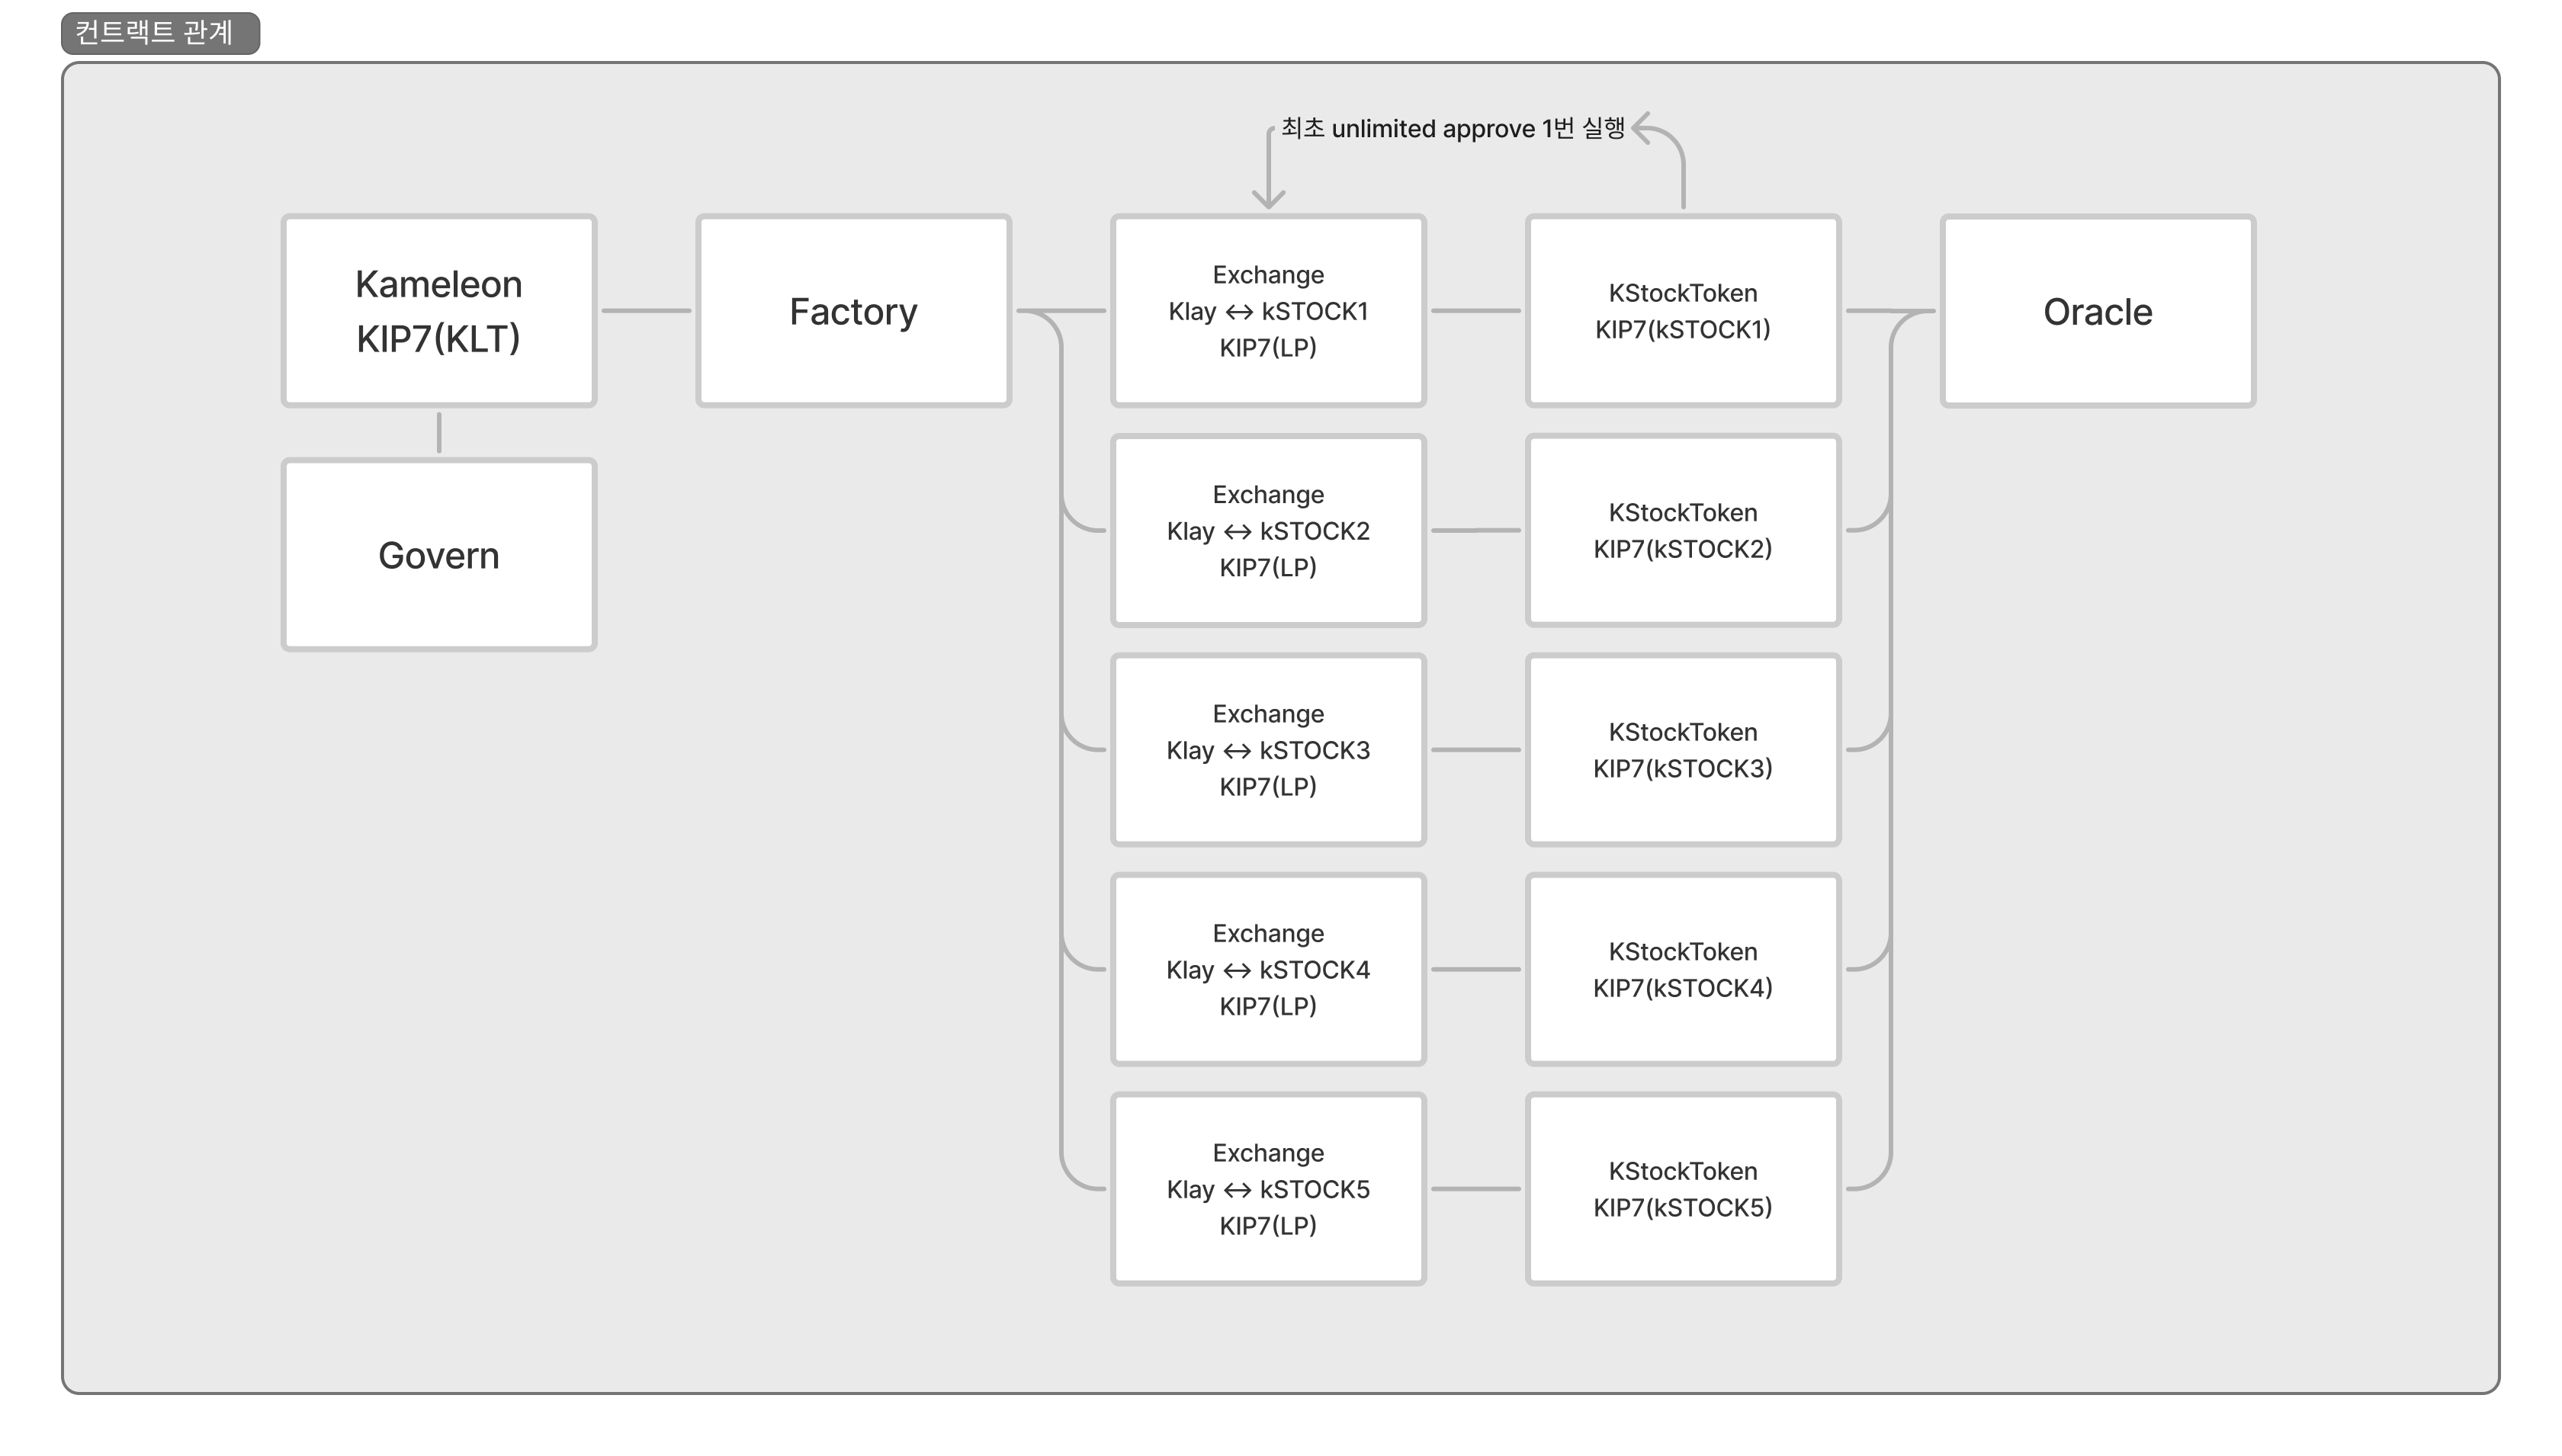 컨트랙트 관계
최초 unlimited approve 1번 실행
Kameleon
KIP7(KLT)
Factory
Exchange
Klay ↔ kSTOCK1
KIP7(LP)
KStockToken
KIP7(kSTOCK1)
Oracle
Govern
Exchange
Klay ↔ kSTOCK2
KIP7(LP)
KStockToken
KIP7(kSTOCK2)
Exchange
Klay ↔ kSTOCK3
KIP7(LP)
KStockToken
KIP7(kSTOCK3)
Exchange
Klay ↔ kSTOCK4
KIP7(LP)
KStockToken
KIP7(kSTOCK4)
Exchange
Klay ↔ kSTOCK5
KIP7(LP)
KStockToken
KIP7(kSTOCK5)